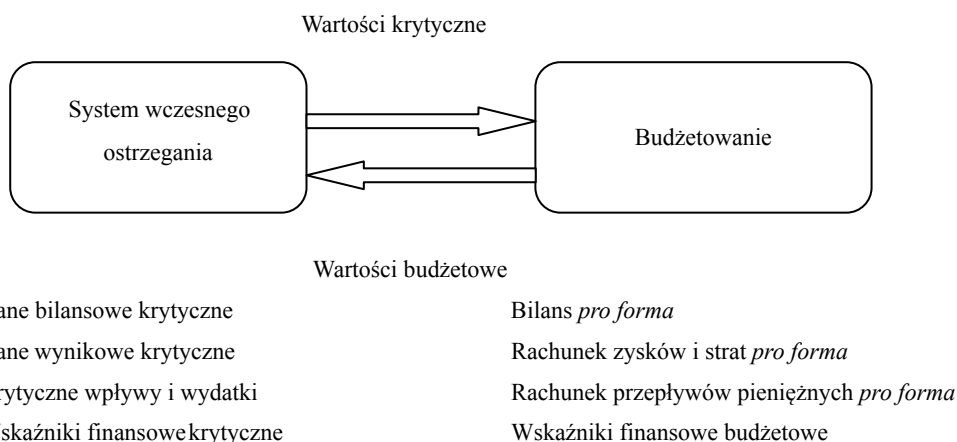 Wartości krytyczne
System wczesnego
ostrzegania
Budżetowanie
Wartości budżetowe
ane bilansowe krytyczne
ane wynikowe krytyczne
rytyczne wpływy i wydatki
skaźniki finansowe krytyczne
Bilans pro forma
Rachunek zysków i strat pro forma
Rachunek przepływów pieniężnych pro forma
Wskaźniki finansowe budżetowe